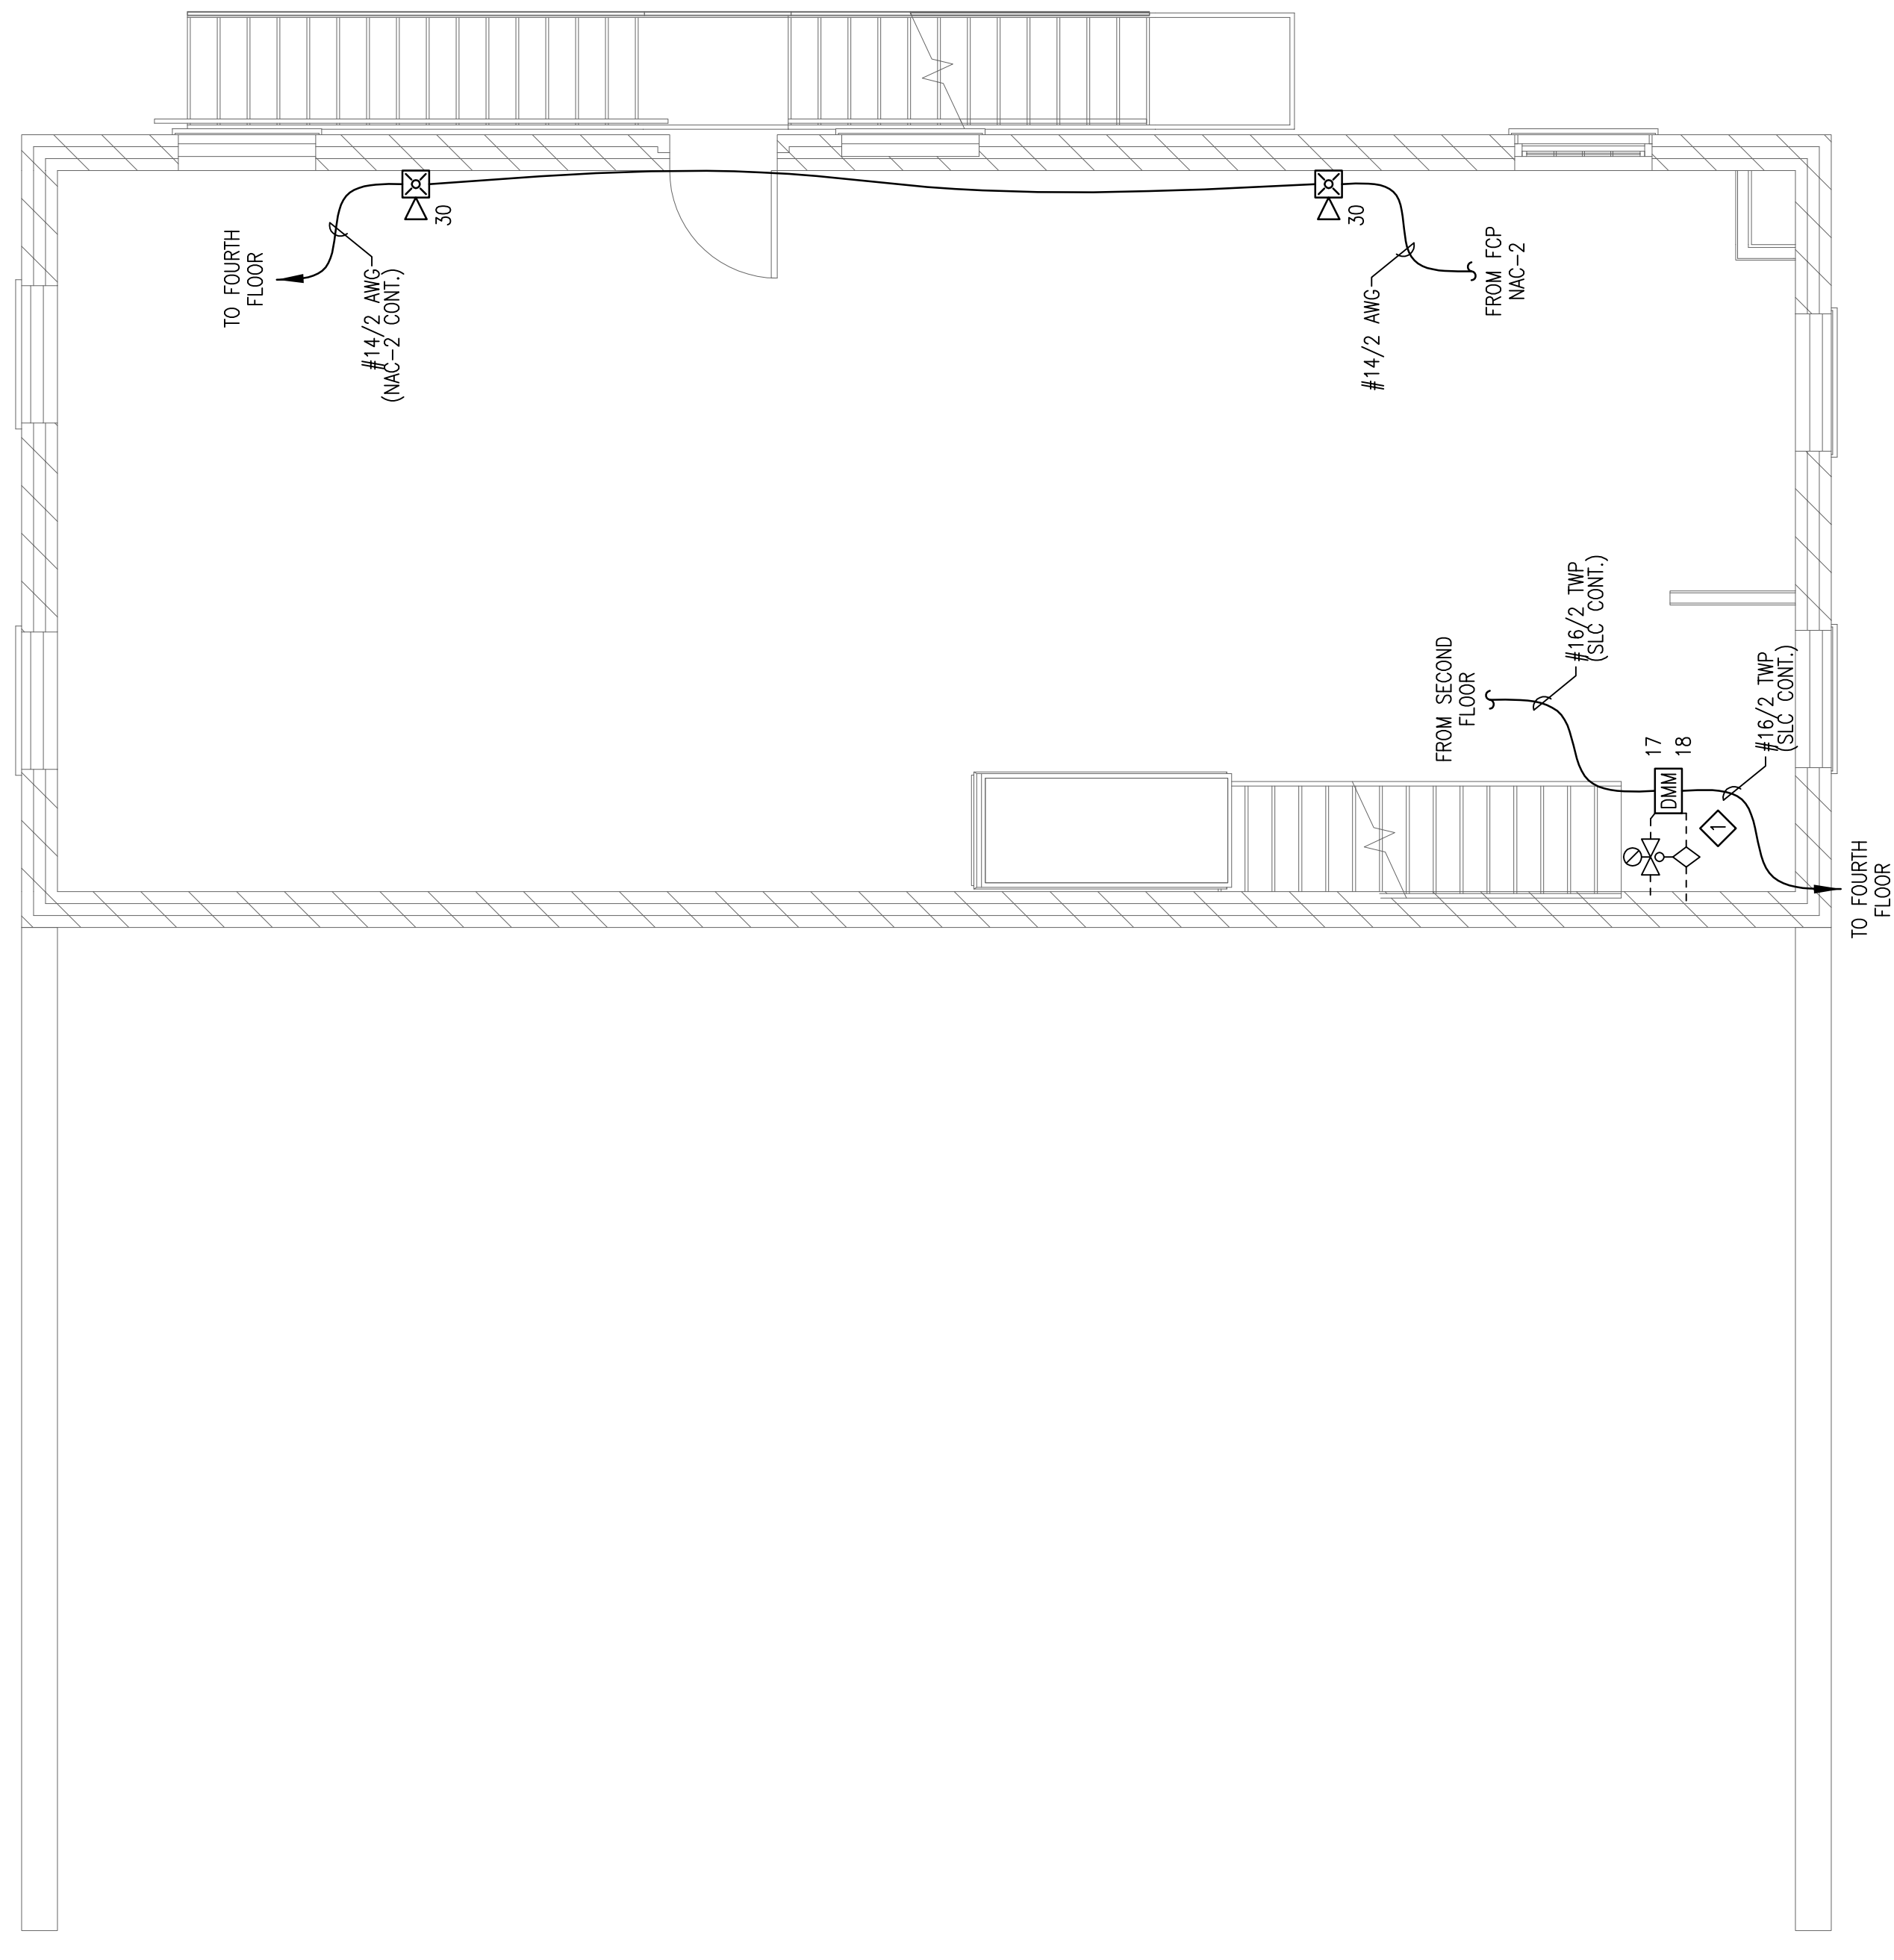 TO FOURTH
FLOOR
#14/2 AWG
(NAC-2 CONT.)
30
30
#14/2 AWG
FROM FCP
NAC-2
FROM SECOND
FLOOR
#16/2 TWP
(SLC CONT.)
17
18
DMM
1
#16/2 TWP
(SLC CONT.)
TO FOURTH
FLOOR